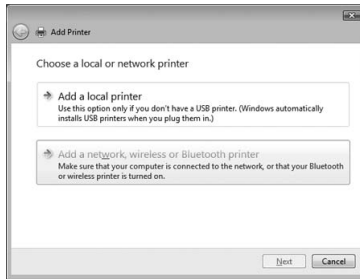 Add Printer
Choose a local or network printer
Add a local printer
Use this option only if you don't have a USB printer. (Windows automatically
installs USB printers when you plug them in.)
Add a network, wireless or Bluetooth printer
Make sure that your computer is connected to the network, or that your Bluetooth
or wireless printer is turned on.
Next Cancel